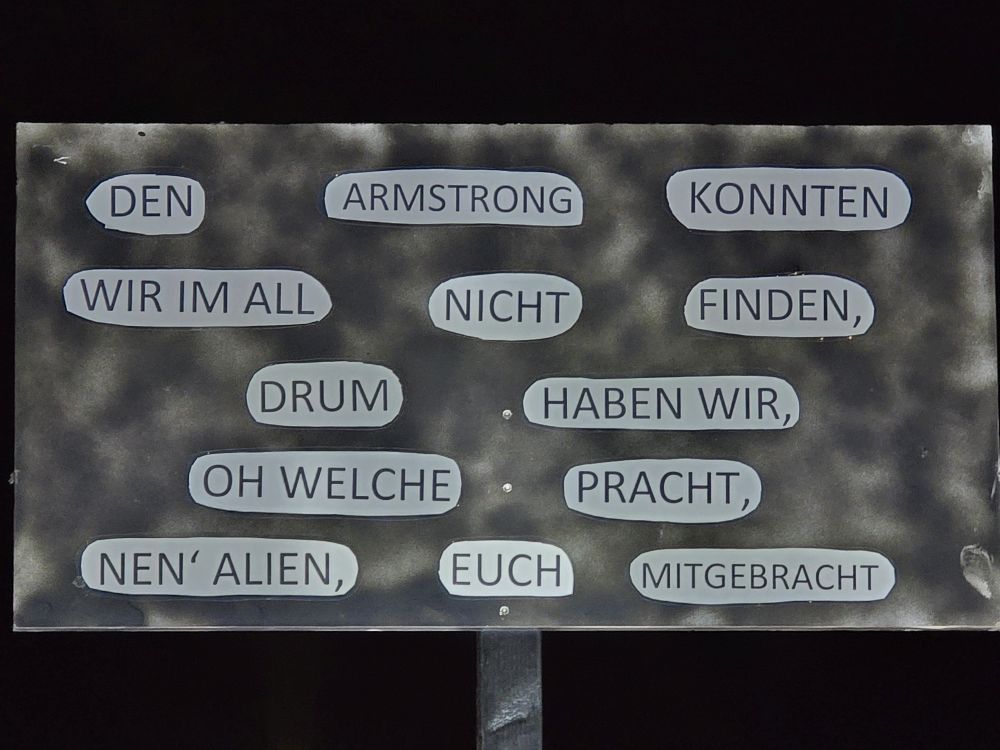 DEN ARMSTRONG KONNTEN
WIR IM ALL NICHT FINDEN,
DRUM HABEN WIR,
OH WELCHE PRACHT,
NEN‘ ALIEN, EUCH MITGEBRACHT